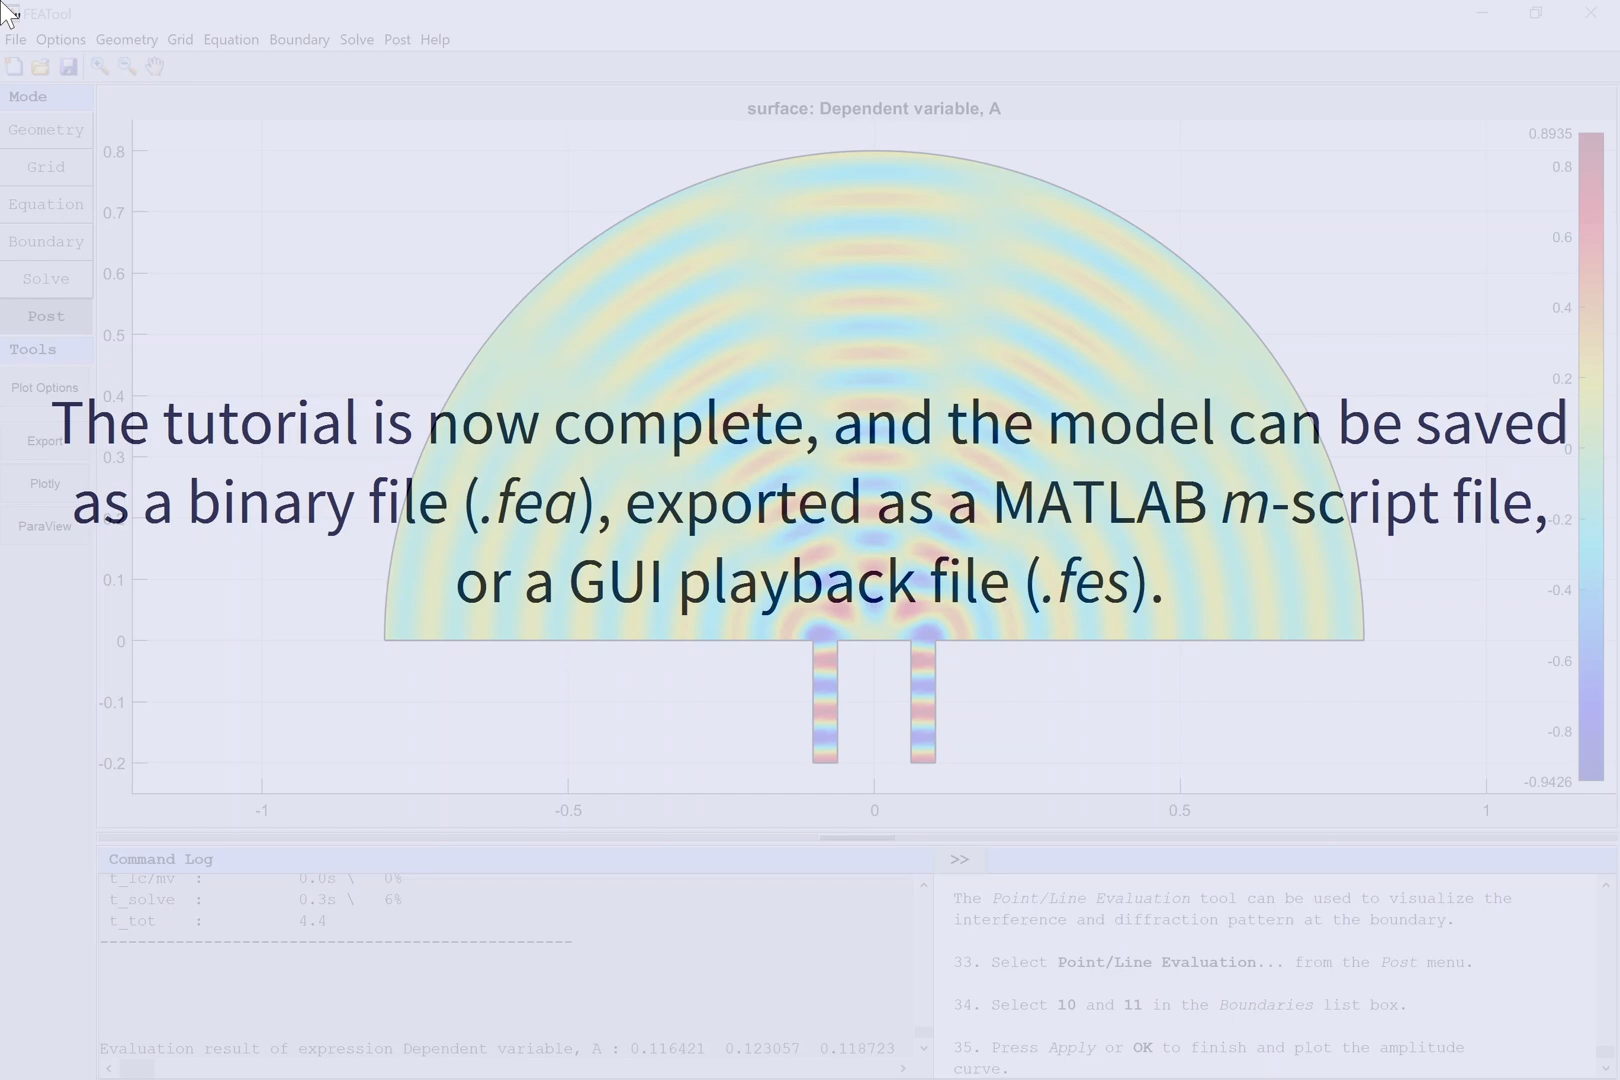 FEATool
File Options Geometry Grid Equation Boundary Solve Post Help
Mode
Geometry
Grid
Equation
Boundary
Solve
Post
Tools
Plot Options
Export
Plotly
ParaView
surface: Dependent variable, A
0.8
0.7
0.6
0.5
0.4
0.3
0.2
0.1
0
-0.1
-0.2
-1 -0.5 0 0.5 1
0.8935
0.8
0.6
0.4
0.2
0
-0.2
-0.4
-0.6
-0.8
-0.9426
The tutorial is now complete, and the model can be saved
as a binary file (.fea), exported as a MATLAB m-script file,
or a GUI playback file (.fes).
Command Log
t_lc/mv : 0.0s \ 0%
t_solve : 0.3s \ 6%
t_tot : 4.4
--------------------------------------------------
Evaluation result of expression Dependent variable, A : 0.116421 0.123057 0.118723
>>
The Point/Line Evaluation tool can be used to visualize the
interference and diffraction pattern at the boundary.
33. Select Point/Line Evaluation... from the Post menu.
34. Select 10 and 11 in the Boundaries list box.
35. Press Apply or OK to finish and plot the amplitude
curve.